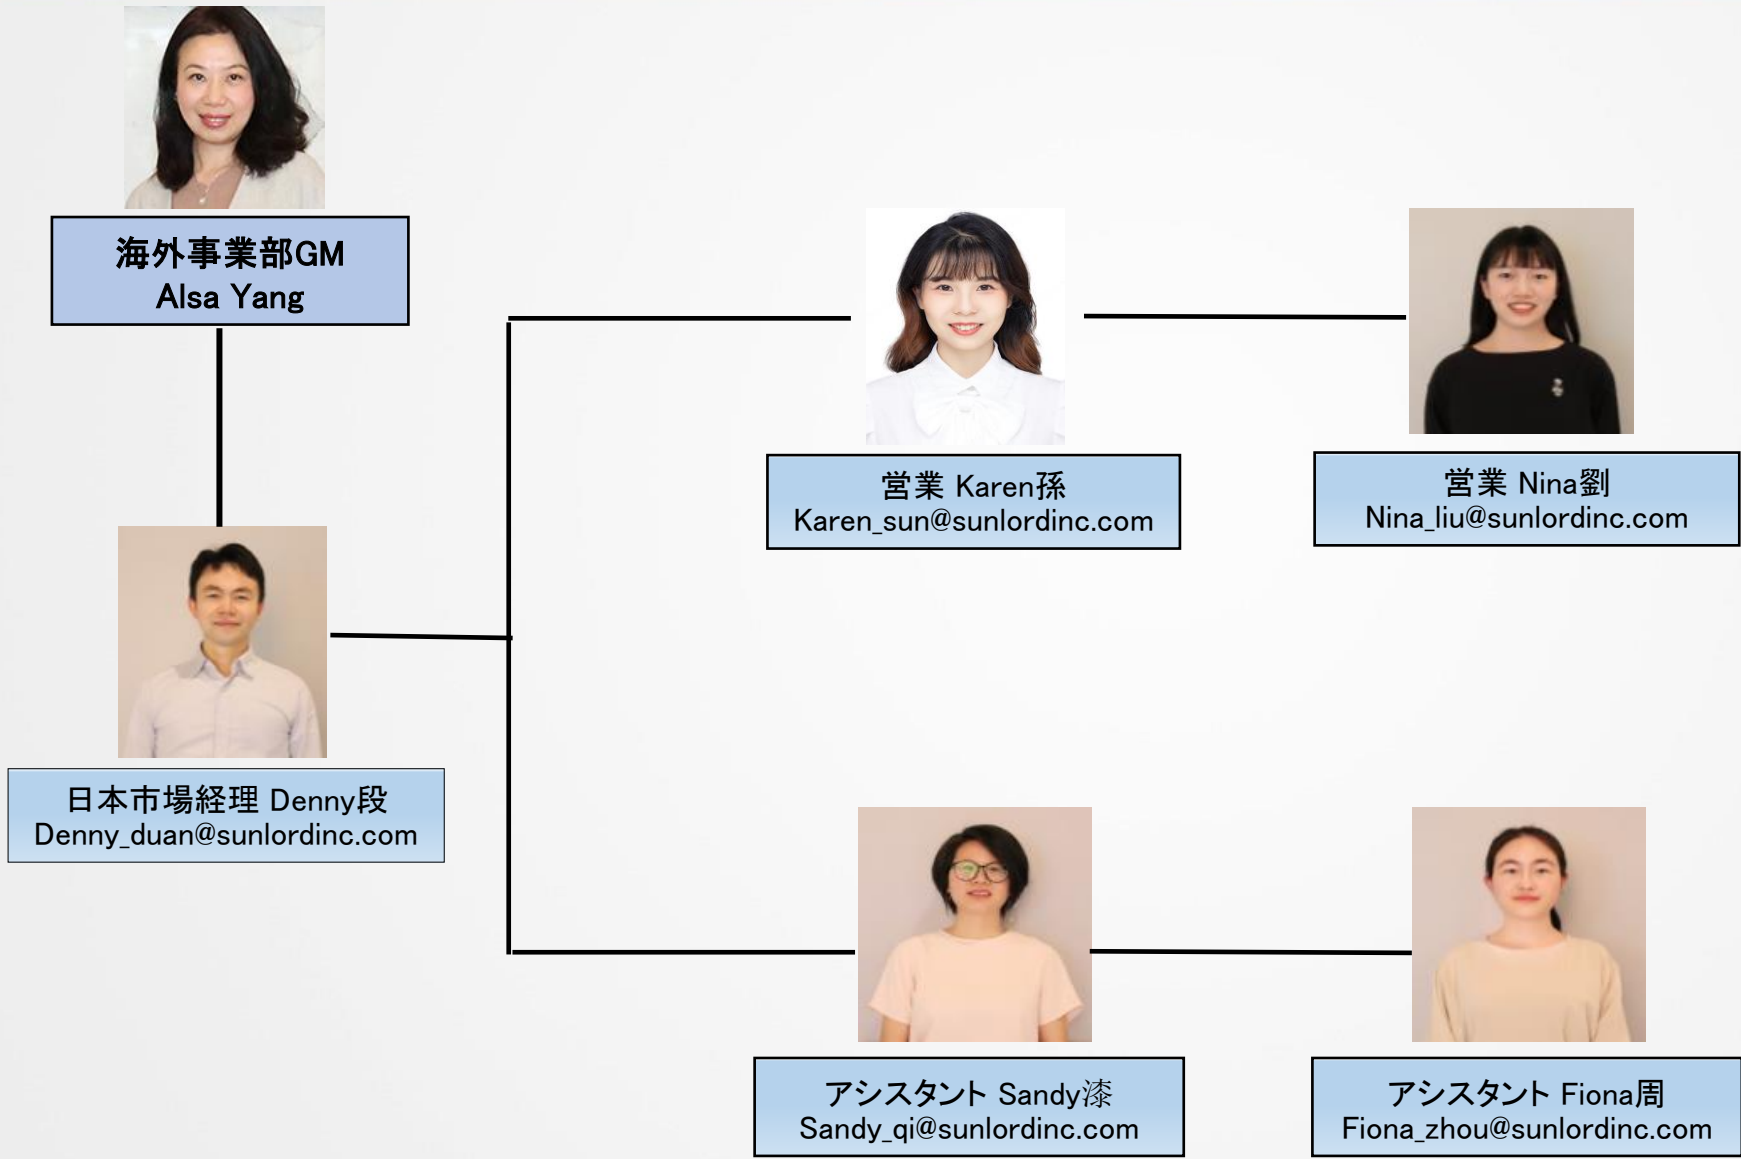 海外事業部GM
Alsa Yang
営業 Karen孫
Karen_sun@sunlordinc.com
営業 Nina劉
Nina_liu@sunlordinc.com
日本市場経理 Denny段
Denny_duan@sunlordinc.com
アシスタント Sandy漆
Sandy_qi@sunlordinc.com
アシスタント Fiona周
Fiona_zhou@sunlordinc.com